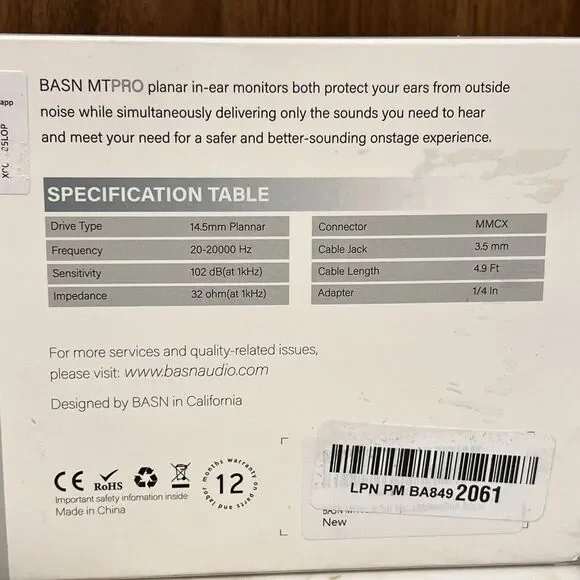 BASN MTPRO planar in-ear monitors both protect your ears from outside
noise while simultaneously delivering only the sounds you need to hear
and meet your need for a safer and better-sounding onstage experience.
app
SPECIFICATION TABLE
Drive Type 14.5mm Plannar
Frequency 20-20000 Hz
Sensitivity 102 dB(at 1kHz)
Impedance 32 ohm(at 1kHz)
Connector MMCX
Cable Jack 3.5 mm
Cable Length 4.9 Ft
Adapter 1/4 In
For more services and quality-related issues,
please visit: www.basnaudio.com
Designed by BASN in California
CE RoHS
12 months warranty parts and labor
Important safety infomation inside
Made in China
LPN PM BA849 2061
New